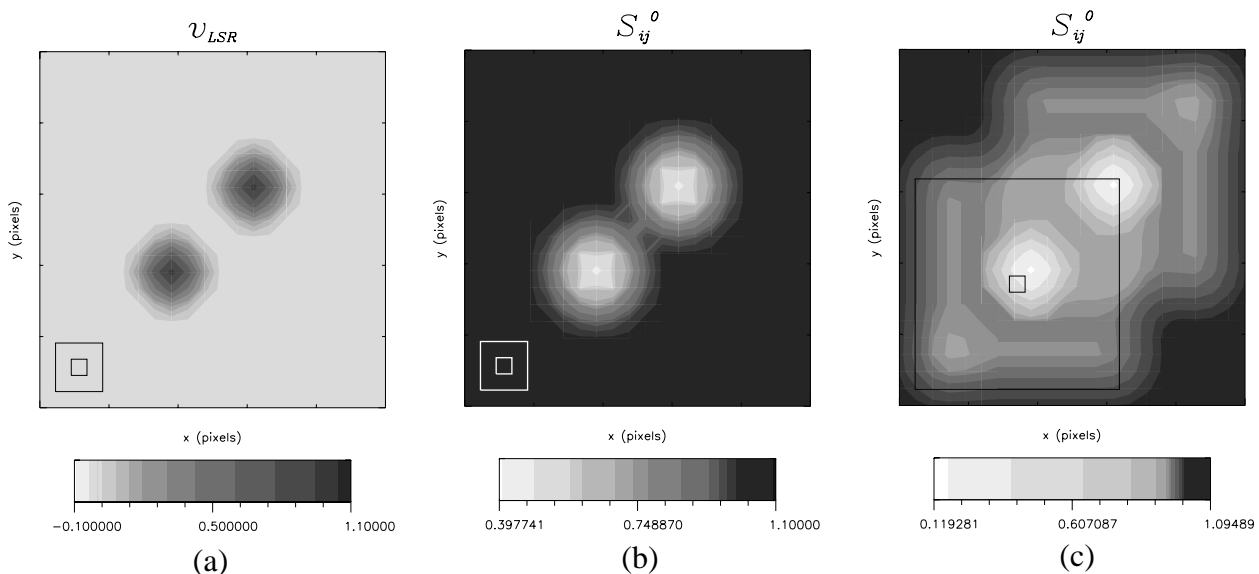 υ_LSR
y (pixels)
x (pixels)
−0.100000 0.500000 1.10000
(a)
S_ij^0
y (pixels)
x (pixels)
0.397741 0.748870 1.10000
(b)
S_ij^0
y (pixels)
x (pixels)
0.119281 0.607087 1.09489
(c)